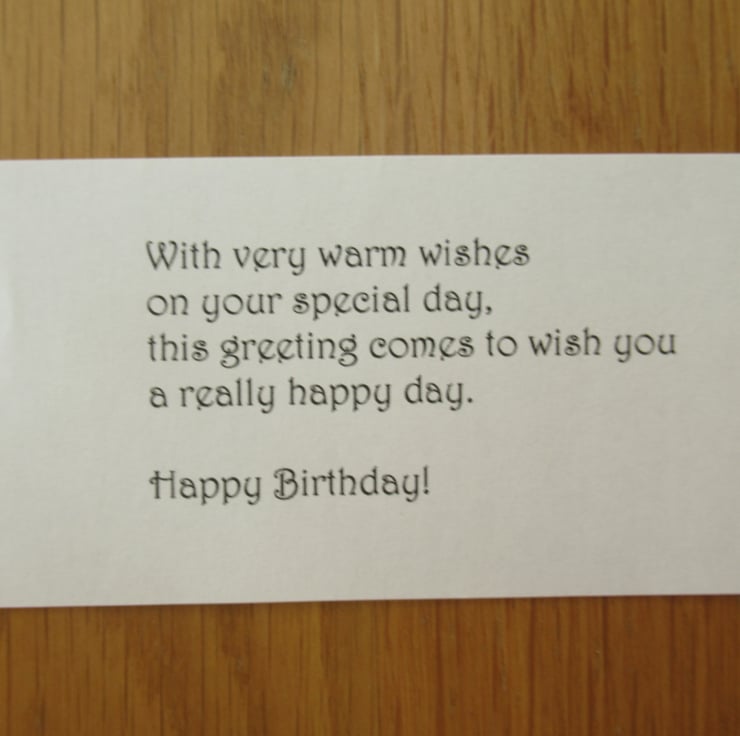 With very warm wishes
on your special day,
this greeting comes to wish you
a really happy day.
Happy Birthday!